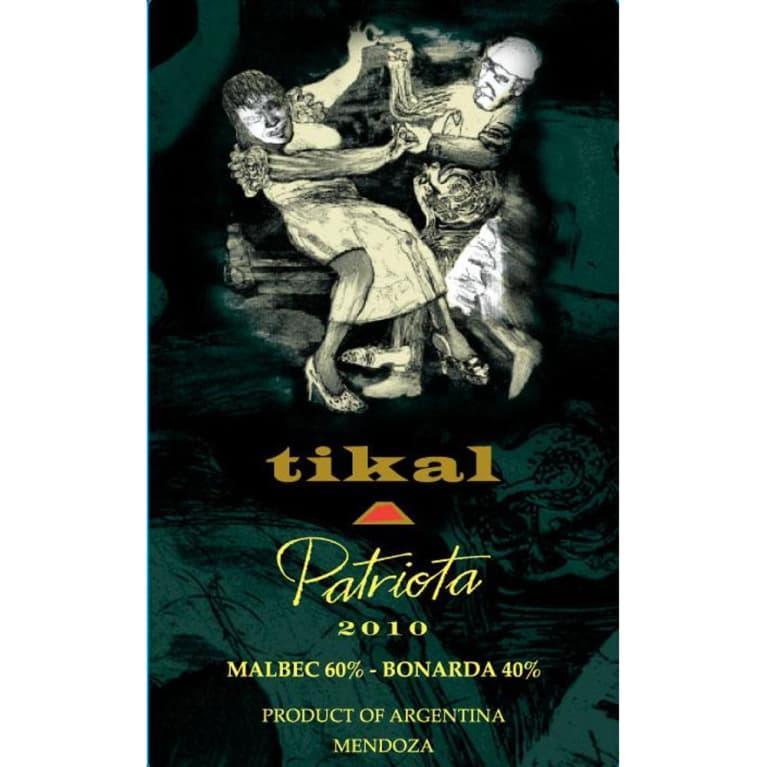 tikal
Patriota
2010
MALBEC 60% - BONARDA 40%
PRODUCT OF ARGENTINA
MENDOZA